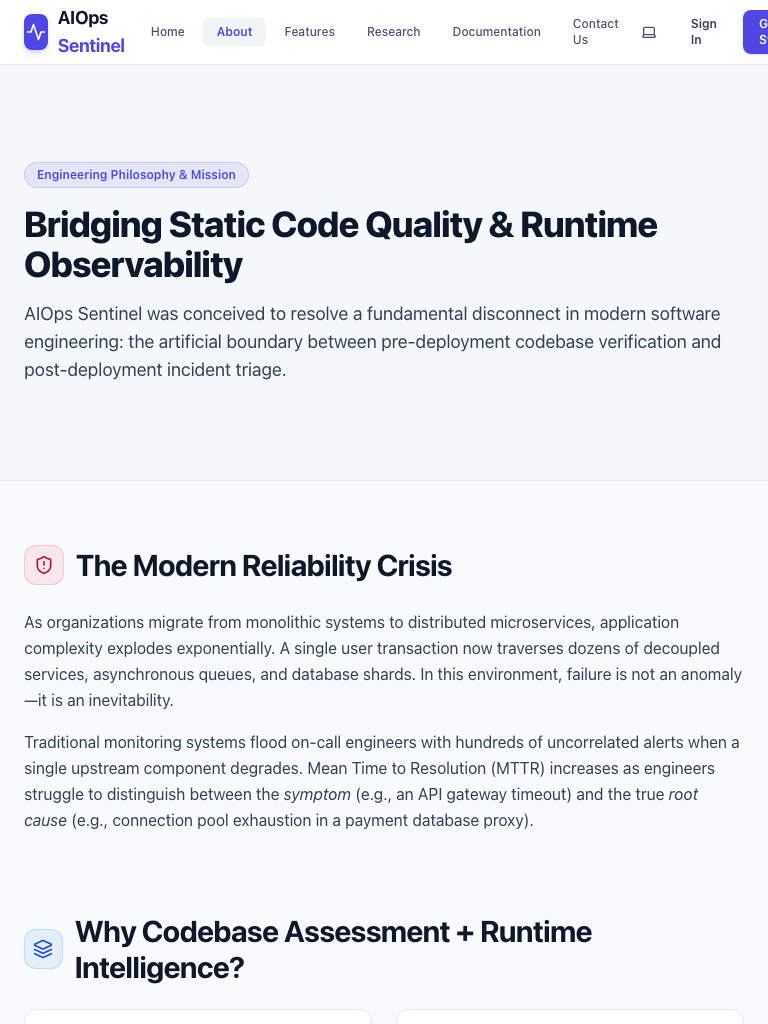 AIOps
Sentinel
Home
About
Features
Research
Documentation
Contact
Us
Sign
In
Engineering Philosophy & Mission
Bridging Static Code Quality & Runtime
Observability
AIOps Sentinel was conceived to resolve a fundamental disconnect in modern software
engineering: the artificial boundary between pre-deployment codebase verification and
post-deployment incident triage.
The Modern Reliability Crisis
As organizations migrate from monolithic systems to distributed microservices, application
complexity explodes exponentially. A single user transaction now traverses dozens of decoupled
services, asynchronous queues, and database shards. In this environment, failure is not an anomaly
—it is an inevitability.
Traditional monitoring systems flood on-call engineers with hundreds of uncorrelated alerts when a
single upstream component degrades. Mean Time to Resolution (MTTR) increases as engineers
struggle to distinguish between the symptom (e.g., an API gateway timeout) and the true root
cause (e.g., connection pool exhaustion in a payment database proxy).
Why Codebase Assessment + Runtime
Intelligence?